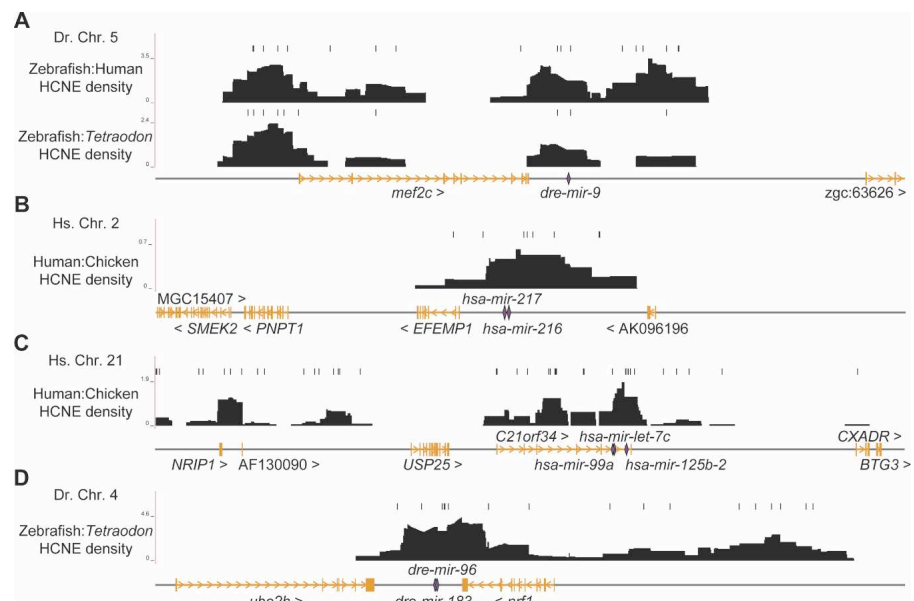 A
Dr. Chr. 5
Zebrafish:Human
HCNE density
3.5
0
Zebrafish:Tetraodon
HCNE density
2.4
0
mef2c >
dre-mir-9
zgc:63626 >
B
Hs. Chr. 2
Human:Chicken
HCNE density
0.7
0
MGC15407 >
hsa-mir-217
< SMEK2
< PNPT1
< EFEMP1
hsa-mir-216
< AK096196
C
Hs. Chr. 21
Human:Chicken
HCNE density
1.9
0
C21orf34 >
hsa-mir-let-7c
CXADR >
NRIP1 >
AF130090 >
USP25 >
hsa-mir-99a
hsa-mir-125b-2
BTG3 >
D
Dr. Chr. 4
Zebrafish:Tetraodon
HCNE density
4.6
0
dre-mir-96
ube2h >
dre-mir-183
< nrf1